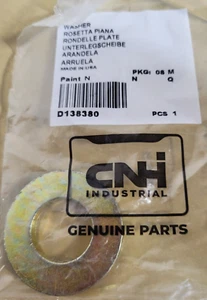 WASHER
ROSETTA PIANA
RONDELLE PLATE
UNTERLEGSCHEIBE
ARANDELA
ARRUELA
MADE IN USA
Paint N PKG: 08 M
N Q
D138380 PCS 1
CNH
INDUSTRIAL
GENUINE PARTS